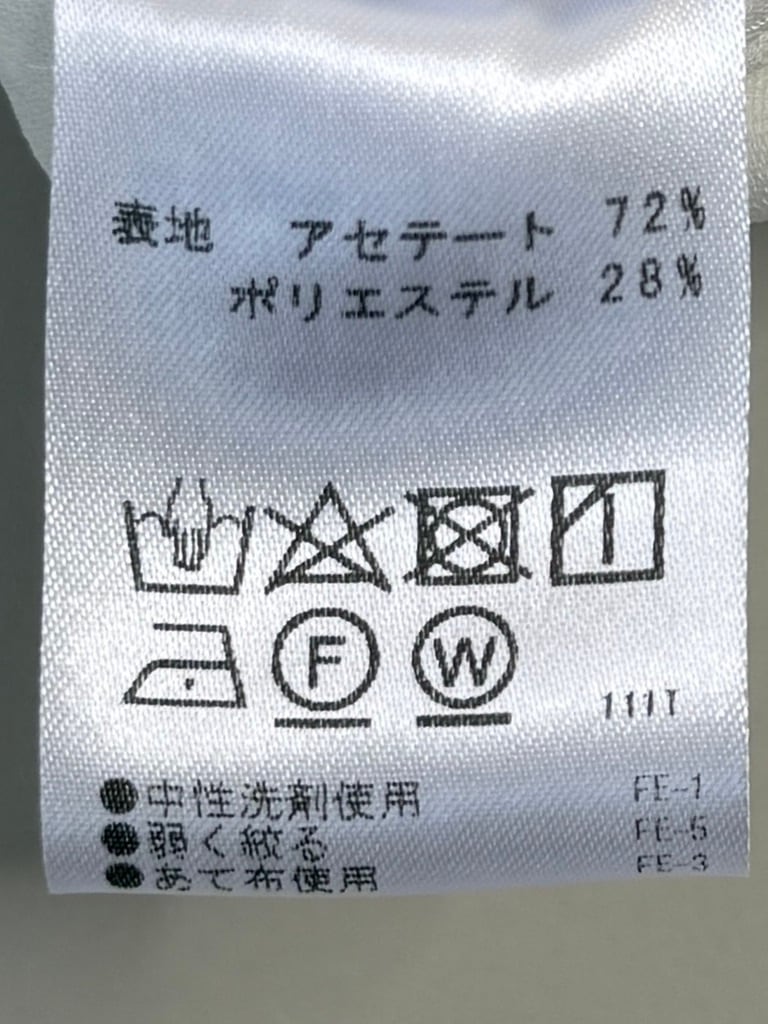 表地 アセテート 72%
ポリエステル 28%
F W
111T
●中性洗剤使用 FE-1
●弱く絞る FE-5
●あて布使用 FE-3